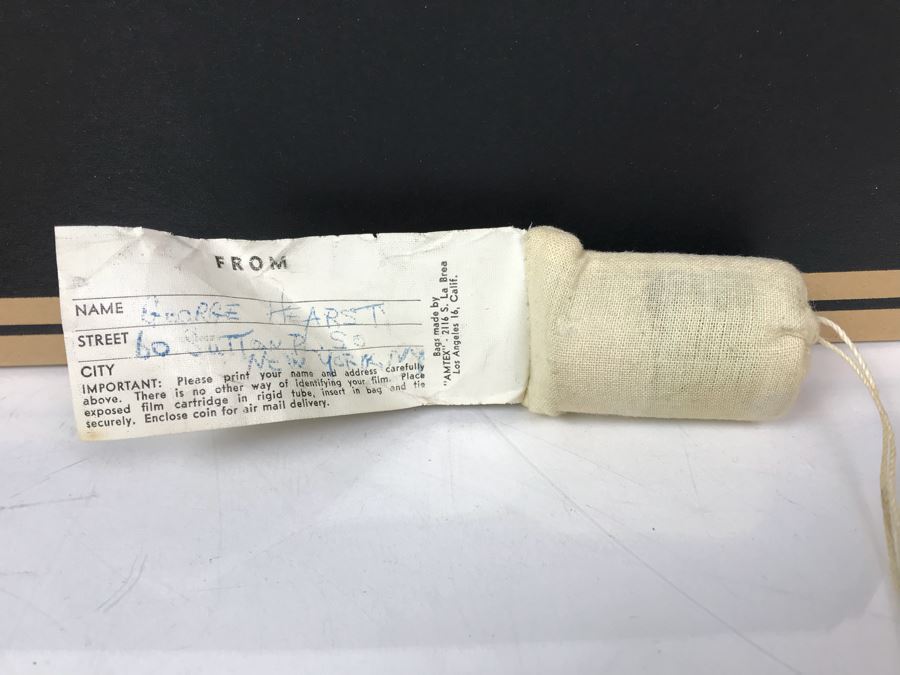 FROM
NAME GEORGE HEARST
STREET 60 SUTTON P. SO
CITY NEW YORK NY
IMPORTANT: Please print your name and address carefully
above. There is no other way of identifying your film. Place
exposed film cartridge in rigid tube, insert in bag and tie
securely. Enclose coin for air mail delivery.
Bags made by
"AMTEX" . 2116 S. La Brea
Los Angeles 16, Calif.